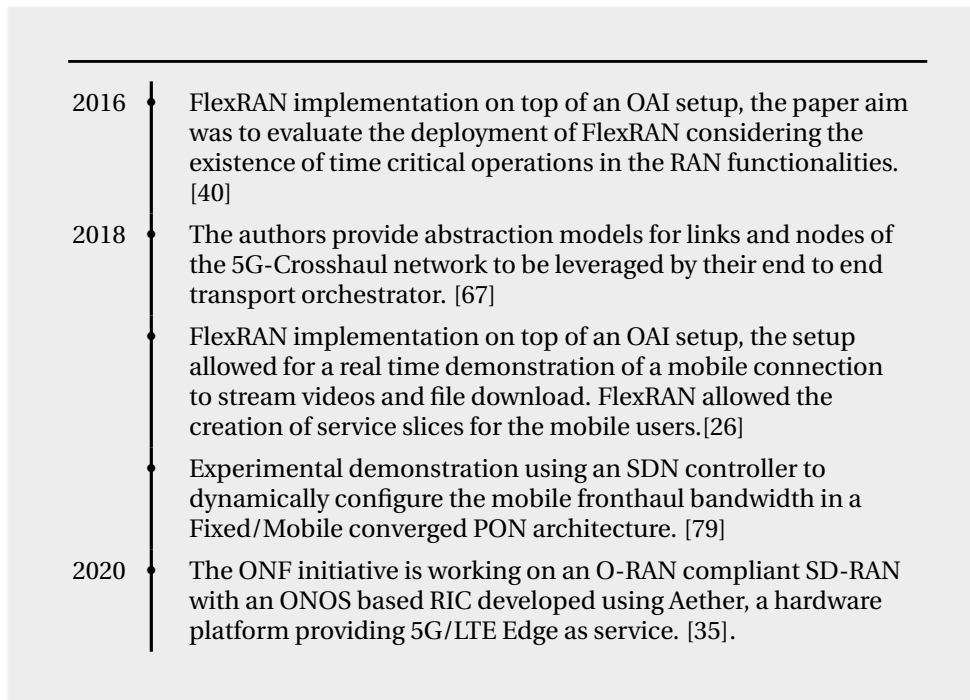 2016 FlexRAN implementation on top of an OAI setup, the paper aim
was to evaluate the deployment of FlexRAN considering the
existence of time critical operations in the RAN functionalities.
[40]
2018 The authors provide abstraction models for links and nodes of
the 5G-Crosshaul network to be leveraged by their end to end
transport orchestrator. [67]
FlexRAN implementation on top of an OAI setup, the setup
allowed for a real time demonstration of a mobile connection
to stream videos and file download. FlexRAN allowed the
creation of service slices for the mobile users.[26]
Experimental demonstration using an SDN controller to
dynamically configure the mobile fronthaul bandwidth in a
Fixed/Mobile converged PON architecture. [79]
2020 The ONF initiative is working on an O-RAN compliant SD-RAN
with an ONOS based RIC developed using Aether, a hardware
platform providing 5G/LTE Edge as service. [35].